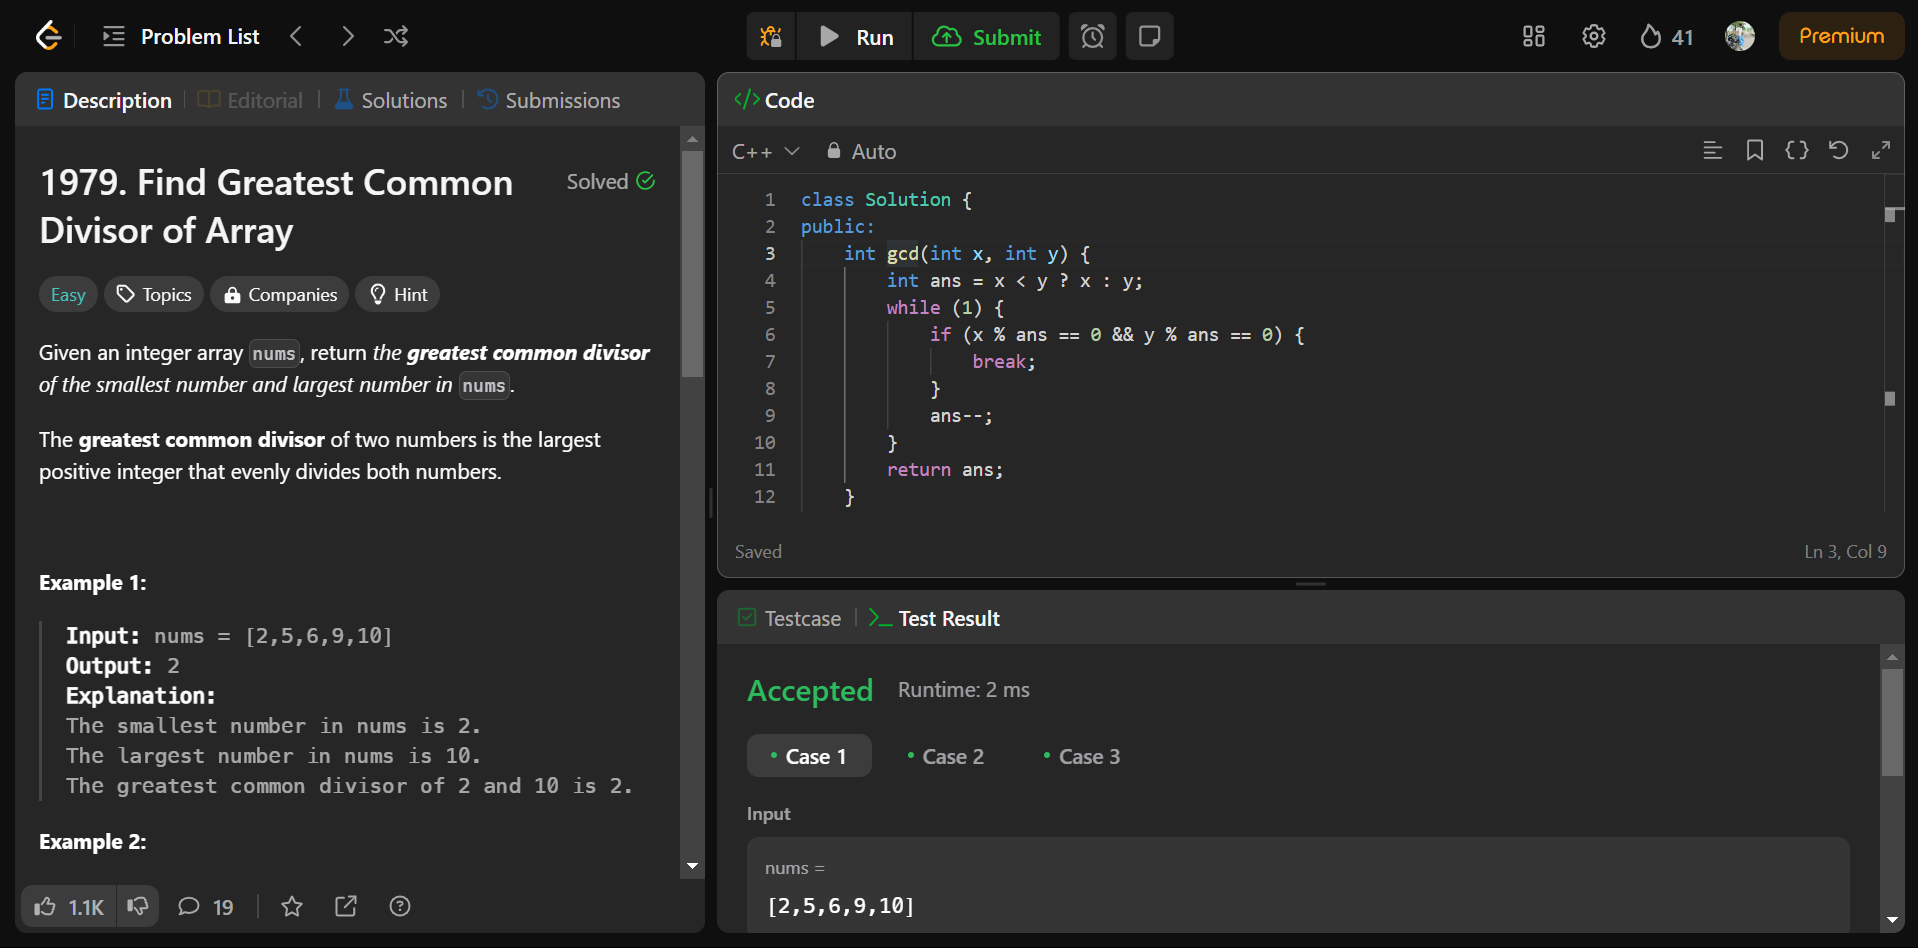 Problem List
Run
Submit
41
Premium
Description
Editorial
Solutions
Submissions
1979. Find Greatest Common
Divisor of Array
Solved
Easy
Topics
Companies
Hint
Given an integer array nums, return the greatest common divisor
of the smallest number and largest number in nums.
The greatest common divisor of two numbers is the largest
positive integer that evenly divides both numbers.
Example 1:
Input: nums = [2,5,6,9,10]
Output: 2
Explanation:
The smallest number in nums is 2.
The largest number in nums is 10.
The greatest common divisor of 2 and 10 is 2.
Example 2:
1.1K
19
</> Code
C++
Auto
1 class Solution {
2 public:
3     int gcd(int x, int y) {
4         int ans = x < y ? x : y;
5         while (1) {
6             if (x % ans == 0 && y % ans == 0) {
7                 break;
8             }
9             ans--;
10         }
11         return ans;
12     }
Saved
Ln 3, Col 9
Testcase
Test Result
Accepted
Runtime: 2 ms
• Case 1
• Case 2
• Case 3
Input
nums =
[2,5,6,9,10]